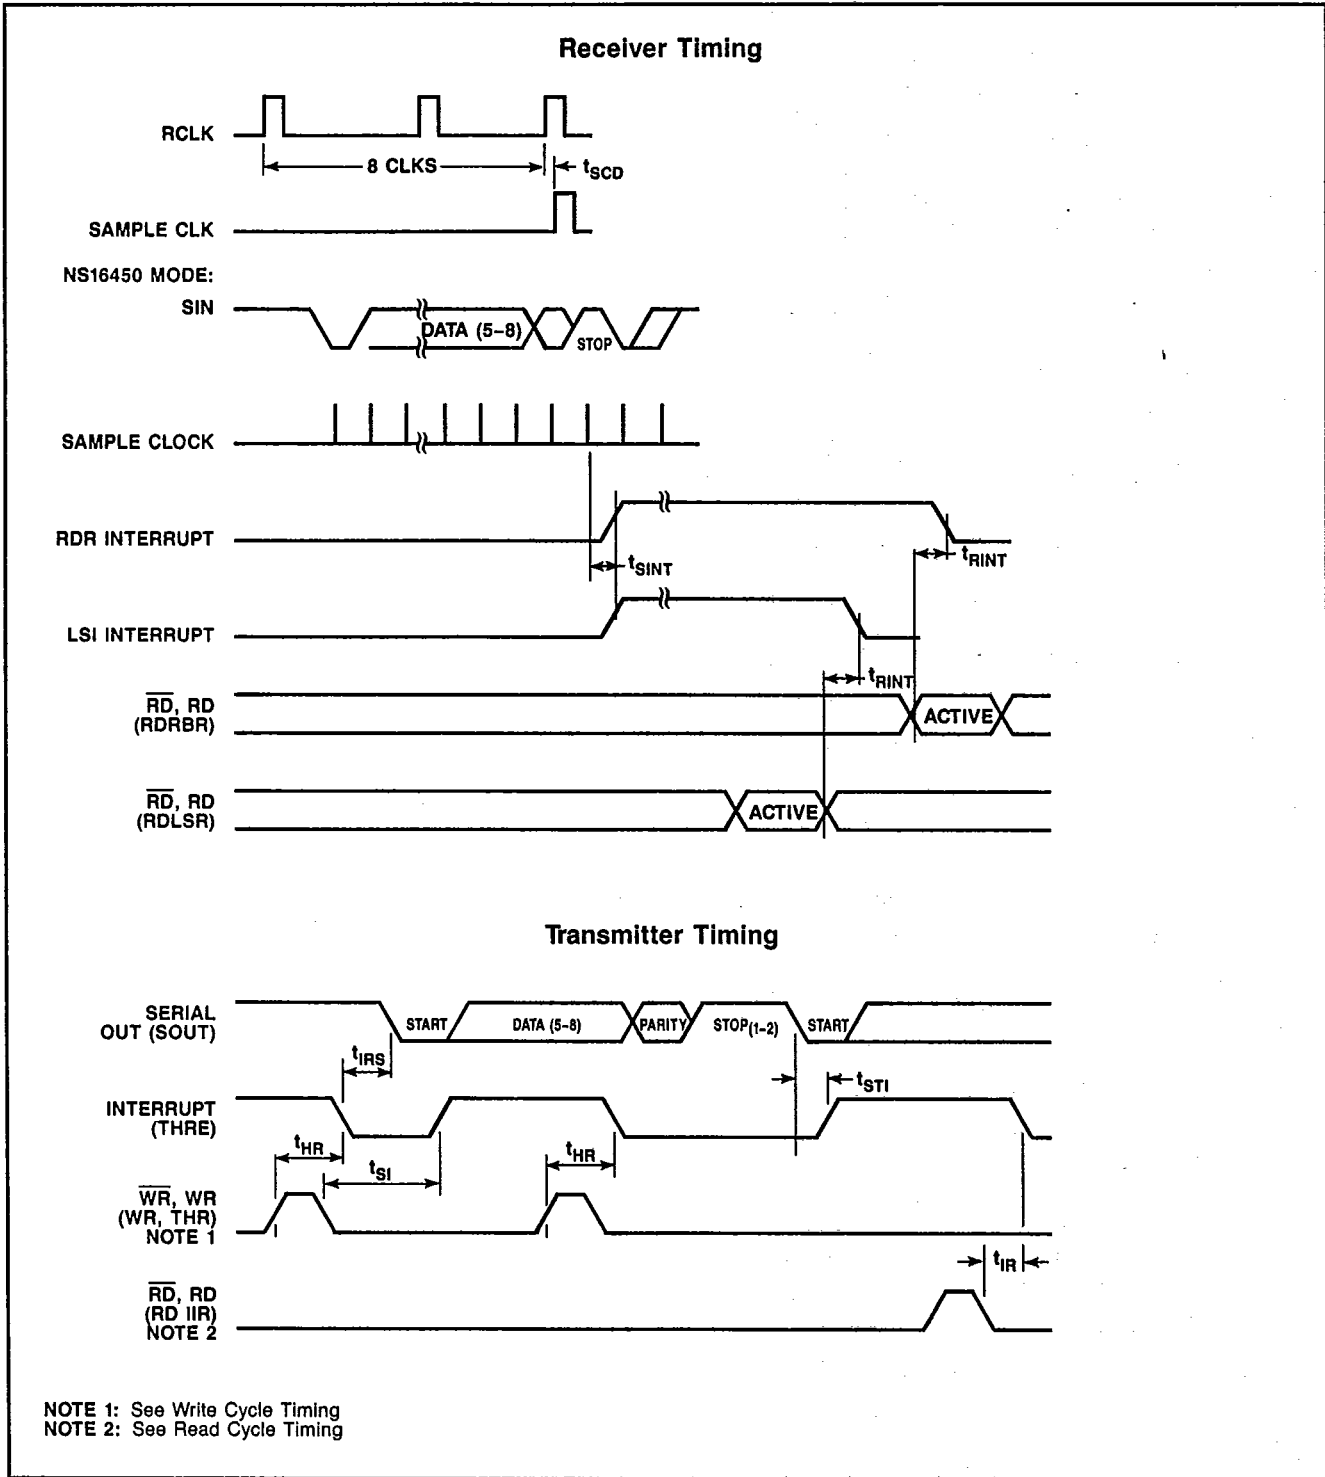 Receiver Timing
RCLK
8 CLKS
tSCD
SAMPLE CLK
NS16450 MODE:
SIN
DATA (5–8)
STOP
SAMPLE CLOCK
RDR INTERRUPT
tSINT
tRINT
LSI INTERRUPT
tRINT
RD, RD
(RDRBR)
ACTIVE
RD, RD
(RDLSR)
ACTIVE
Transmitter Timing
SERIAL
OUT (SOUT)
START
DATA (5–8)
PARITY
STOP(1–2)
START
tIRS
tSTI
INTERRUPT
(THRE)
tHR
tSI
tHR
WR, WR
(WR, THR)
NOTE 1
tIR
RD, RD
(RD IIR)
NOTE 2
NOTE 1: See Write Cycle Timing
NOTE 2: See Read Cycle Timing